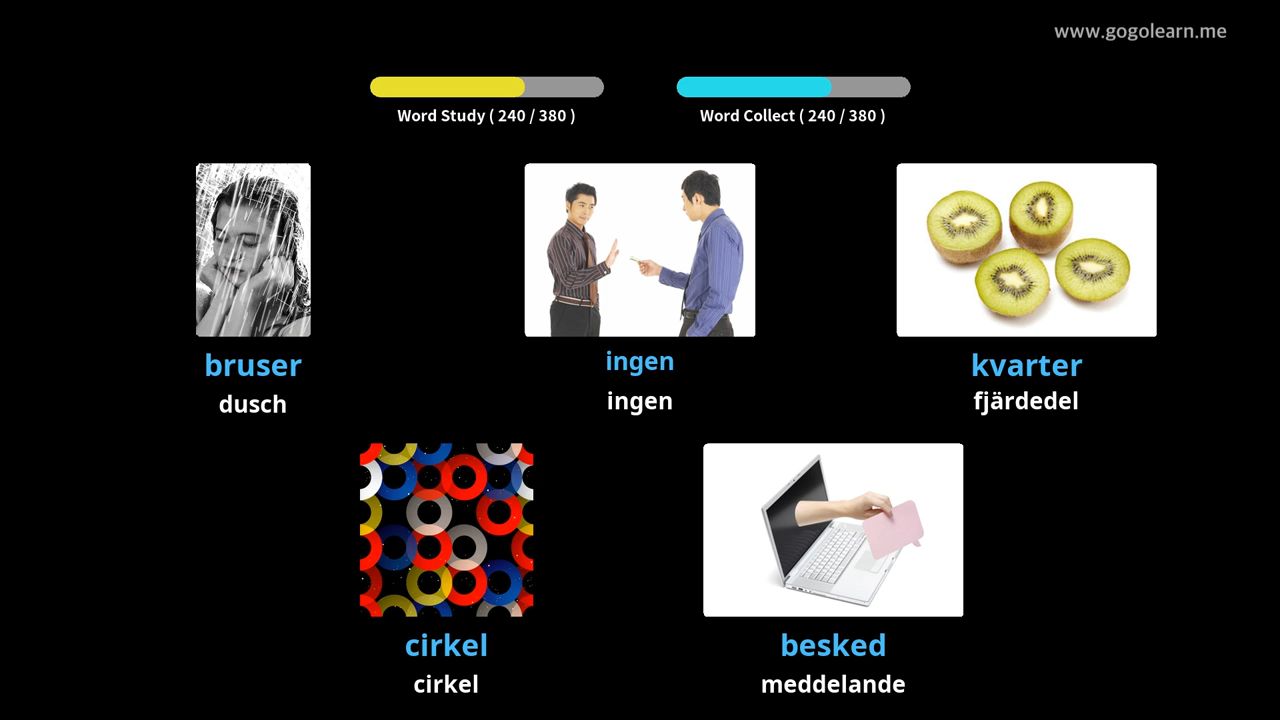 www.gogolearn.me
Word Study ( 240 / 380 )
Word Collect ( 240 / 380 )
bruser
dusch
ingen
ingen
kvarter
fjärdedel
cirkel
cirkel
besked
meddelande